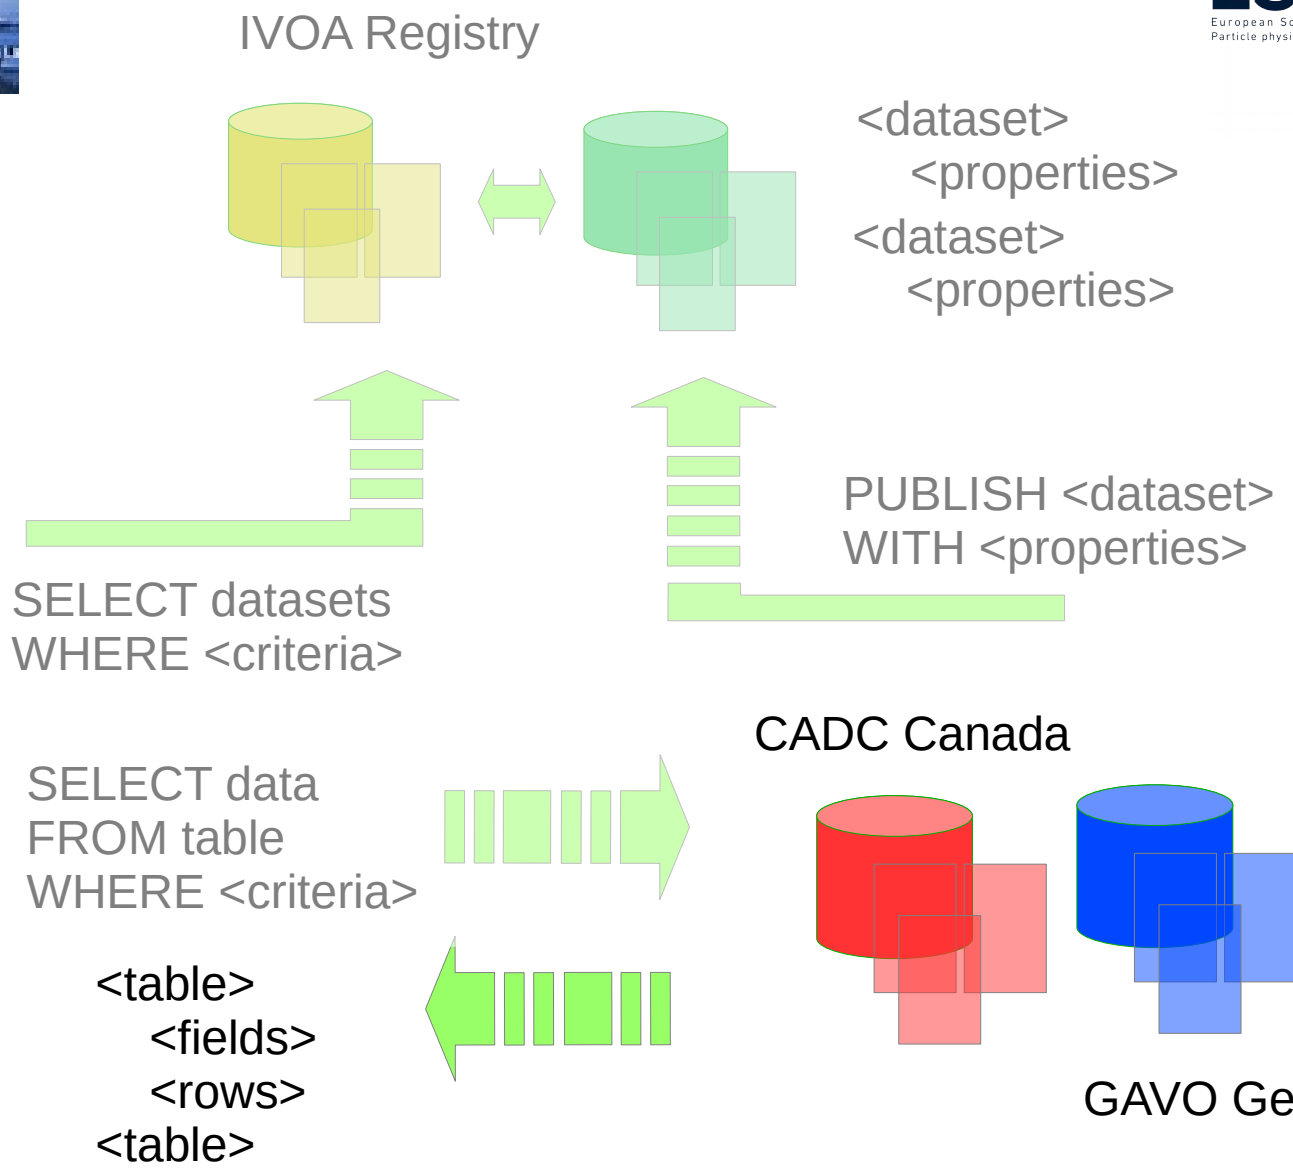 IVOA Registry
European Sc
Particle physi
<dataset>
<properties>
<dataset>
<properties>
PUBLISH <dataset>
WITH <properties>
SELECT datasets
WHERE <criteria>
CADC Canada
SELECT data
FROM table
WHERE <criteria>
<table>
<fields>
<rows>
<table>
GAVO Ge